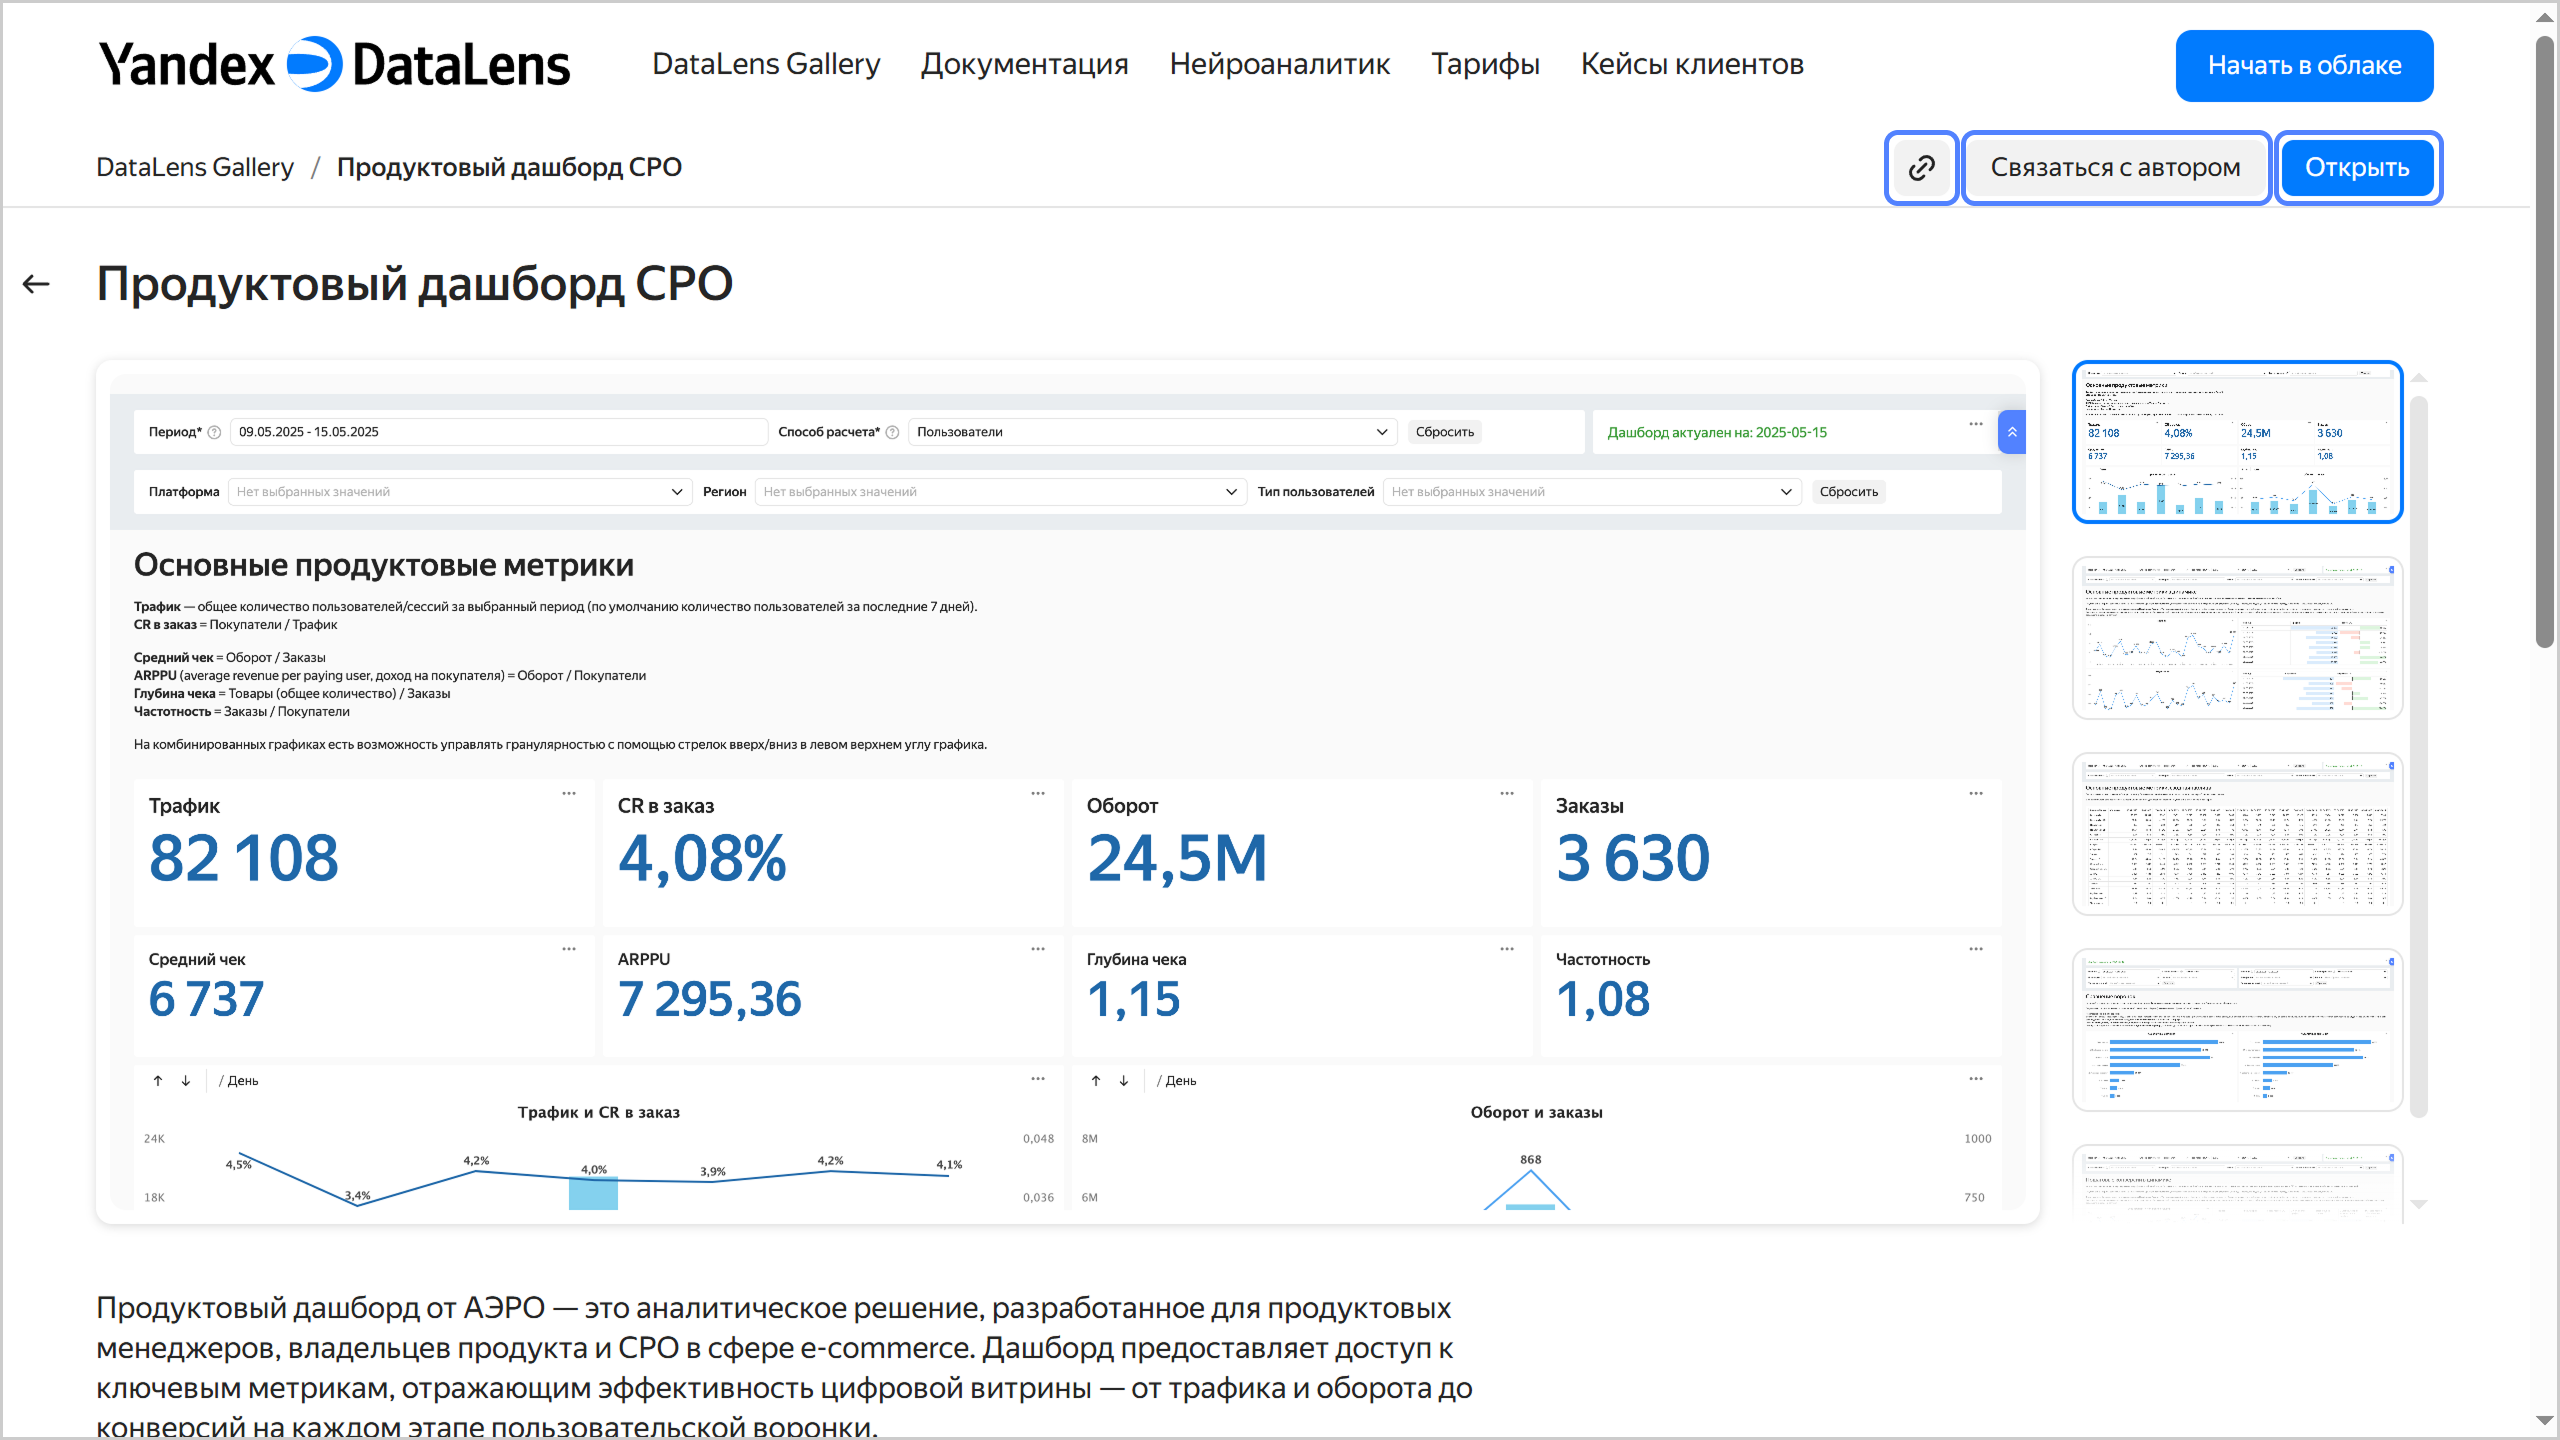 Yandex DataLens
DataLens Gallery Документация Нейроаналитик Тарифы Кейсы клиентов
Начать в облаке
DataLens Gallery / Продуктовый дашборд CPO
Связаться с автором
Открыть
Продуктовый дашборд CPO
Период* 09.05.2025 - 15.05.2025 Способ расчета* Пользователи Сбросить
Дашборд актуален на: 2025-05-15
Платформа Нет выбранных значений Регион Нет выбранных значений Тип пользователей Нет выбранных значений Сбросить
Основные продуктовые метрики
Трафик — общее количество пользователей/сессий за выбранный период (по умолчанию количество пользователей за последние 7 дней).
CR в заказ = Покупатели / Трафик
Средний чек = Оборот / Заказы
ARPPU (average revenue per paying user, доход на покупателя) = Оборот / Покупатели
Глубина чека = Товары (общее количество) / Заказы
Частотность = Заказы / Покупатели
На комбинированных графиках есть возможность управлять гранулярностью с помощью стрелок вверх/вниз в левом верхнем углу графика.
Трафик
82 108
CR в заказ
4,08%
Оборот
24,5M
Заказы
3 630
Средний чек
6 737
ARPPU
7 295,36
Глубина чека
1,15
Частотность
1,08
↑ ↓ / День
Трафик и CR в заказ
24K
18K
4,5%
3,4%
4,2%
4,0%
3,9%
4,2%
4,1%
0,048
0,036
↑ ↓ / День
Оборот и заказы
8M
6M
868
1000
750
82 108 4,08% 24,5M 3 630
6 737 7 295,36 1,15 1,08
Продуктовый дашборд от АЭРО — это аналитическое решение, разработанное для продуктовых
менеджеров, владельцев продукта и CPO в сфере e-commerce. Дашборд предоставляет доступ к
ключевым метрикам, отражающим эффективность цифровой витрины — от трафика и оборота до
конверсий на каждом этапе пользовательской воронки.